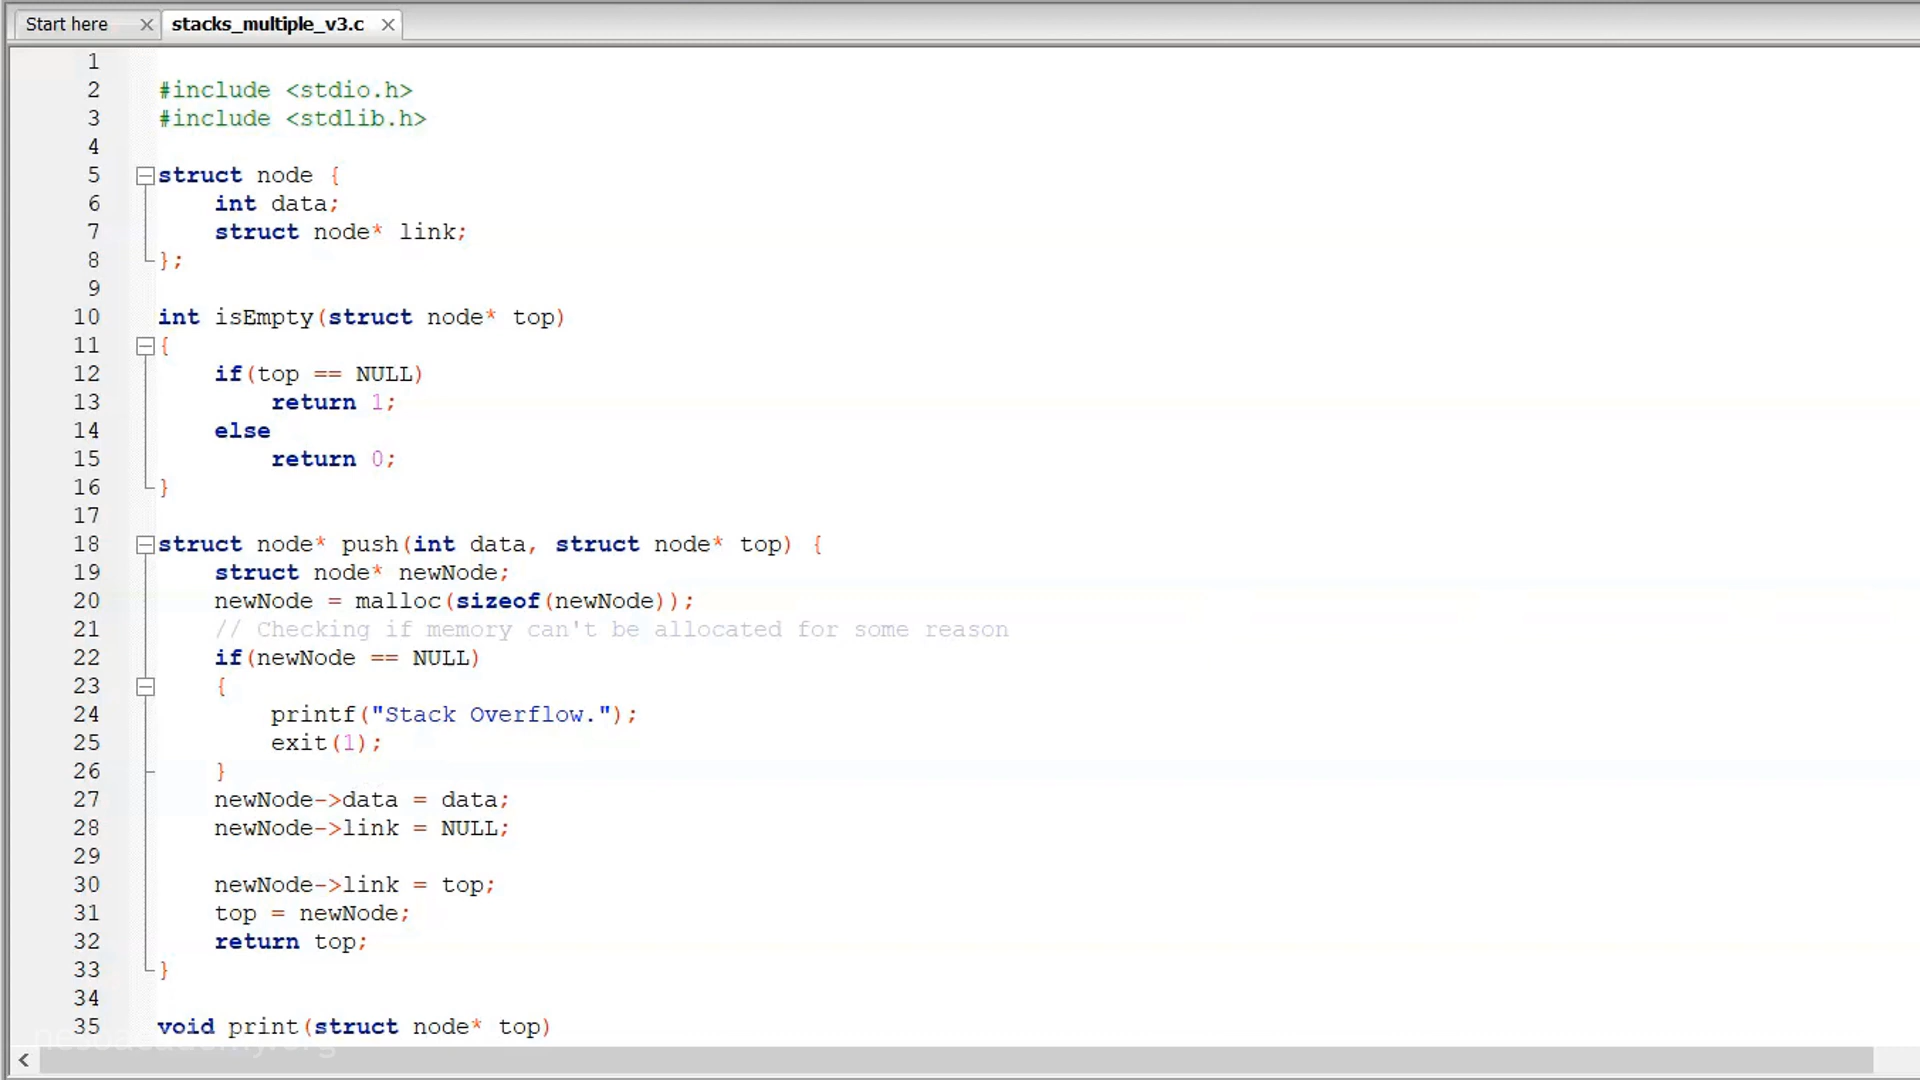 Start here
stacks_multiple_v3.c
1
2 #include <stdio.h>
3 #include <stdlib.h>
4
5 struct node {
6 int data;
7 struct node* link;
8 };
9
10 int isEmpty(struct node* top)
11 {
12 if(top == NULL)
13 return 1;
14 else
15 return 0;
16 }
17
18 struct node* push(int data, struct node* top) {
19 struct node* newNode;
20 newNode = malloc(sizeof(newNode));
21 // Checking if memory can't be allocated for some reason
22 if(newNode == NULL)
23 {
24 printf("Stack Overflow.");
25 exit(1);
26 }
27 newNode->data = data;
28 newNode->link = NULL;
29
30 newNode->link = top;
31 top = newNode;
32 return top;
33 }
34
35 void print(struct node* top)
nesoacademy.org